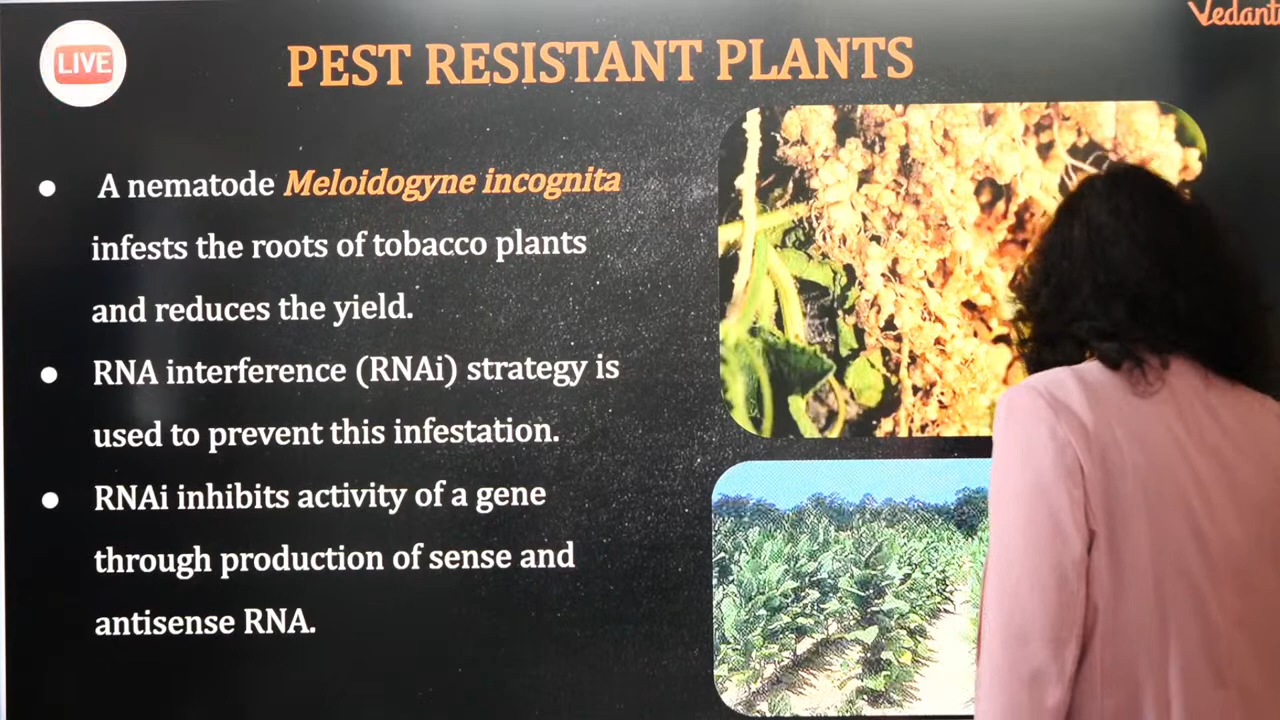 LIVE
PEST RESISTANT PLANTS
• A nematode Meloidogyne incognita
infests the roots of tobacco plants
and reduces the yield.
• RNA interference (RNAi) strategy is
used to prevent this infestation.
• RNAi inhibits activity of a gene
through production of sense and
antisense RNA.